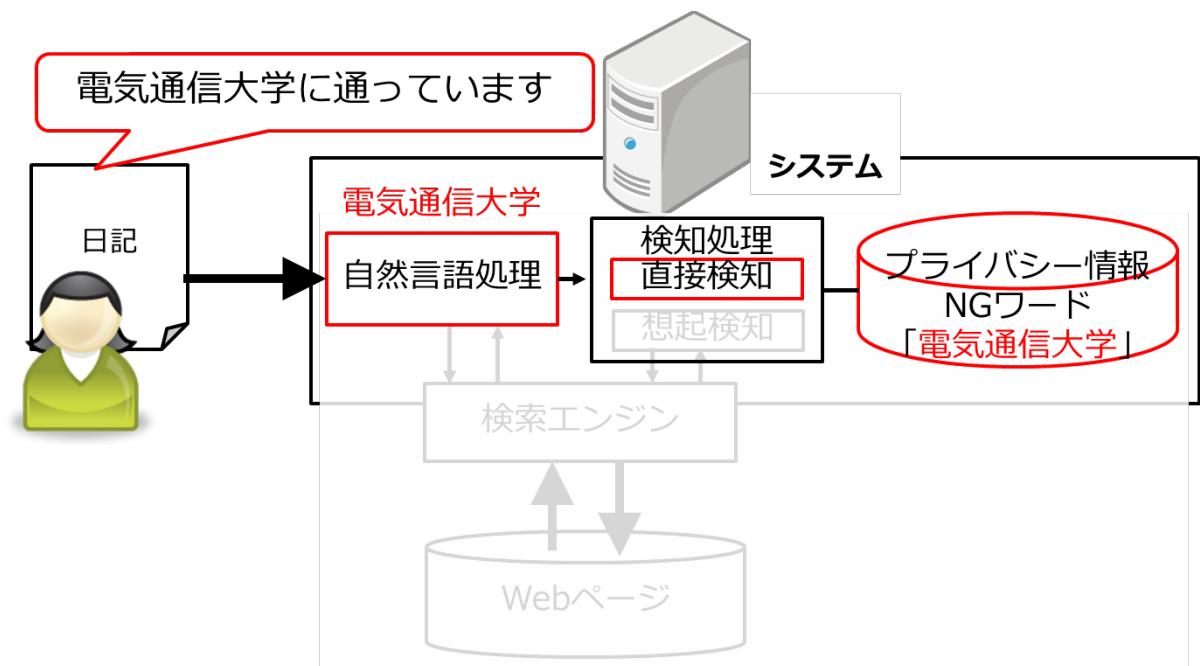 電気通信大学に通っています
システム
日記
電気通信大学
自然言語処理
検知処理
直接検知
想起検知
プライバシー情報
NGワード
「電気通信大学」
検索エンジン
Webページ